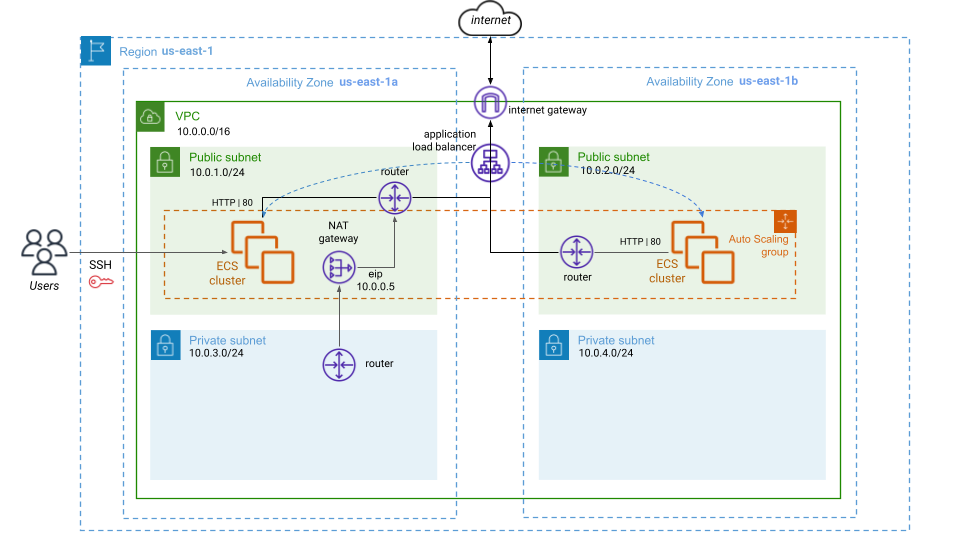 internet
Region us-east-1
Availability Zone us-east-1a
Availability Zone us-east-1b
internet gateway
VPC
10.0.0.0/16
application
load balancer
Public subnet
10.0.1.0/24
Public subnet
10.0.2.0/24
router
HTTP | 80
NAT
gateway
HTTP | 80
Auto Scaling
group
ECS
cluster
eip
10.0.0.5
router
ECS
cluster
SSH
Users
Private subnet
10.0.3.0/24
router
Private subnet
10.0.4.0/24